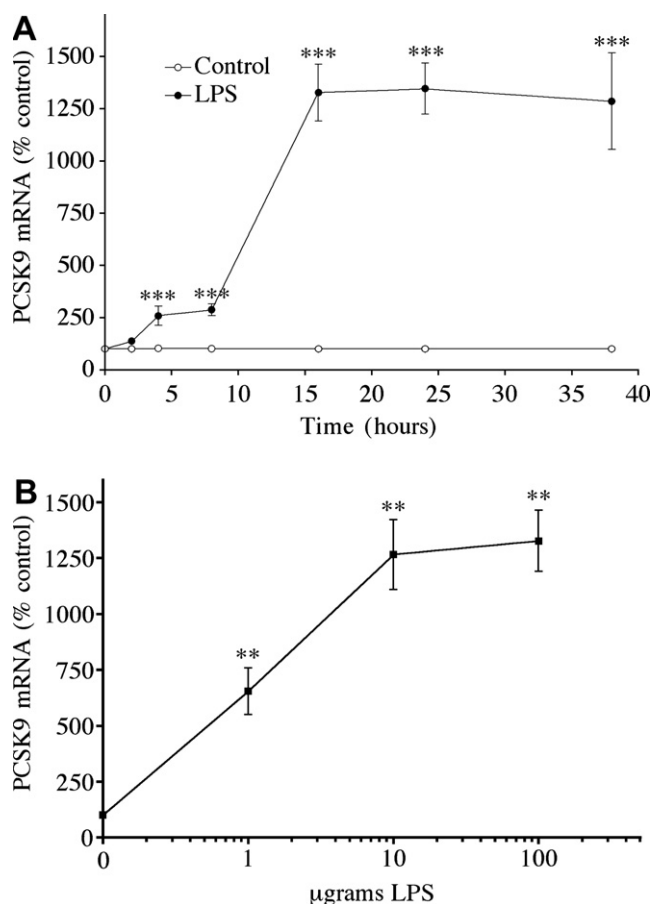 A
PCSK9 mRNA (% control)
1500
1250
1000
750
500
250
0
Control
LPS
***
***
***
***
***
0 5 10 15 20 25 30 35 40
Time (hours)
B
PCSK9 mRNA (% control)
1500
1250
1000
750
500
250
0
**
**
**
0 1 10 100
µgrams LPS